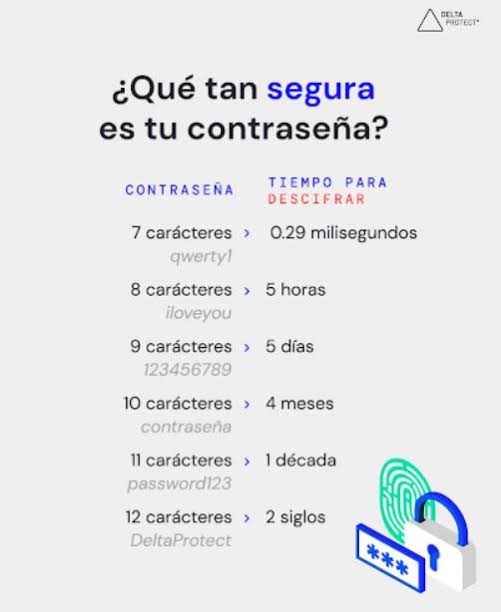 DELTA
PROTECT
¿Qué tan segura
es tu contraseña?
CONTRASEÑA
TIEMPO PARA
DESCIFRAR
7 carácteres › 0.29 milisegundos
qwerty1
8 carácteres › 5 horas
iloveyou
9 carácteres › 5 días
123456789
10 carácteres › 4 meses
contraseña
11 carácteres › 1 década
password123
12 carácteres › 2 siglos
DeltaProtect
***